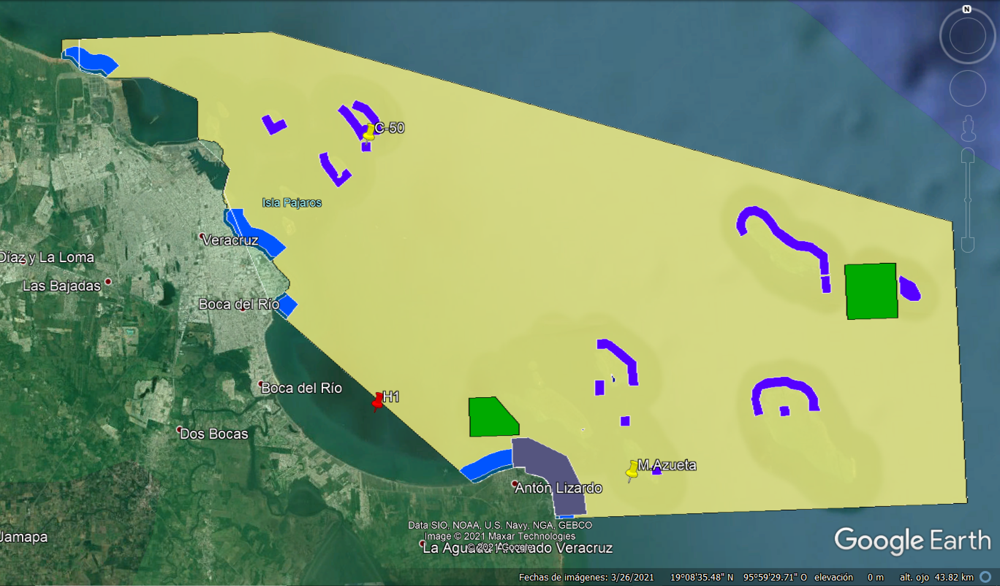 N
C-50
Isla Pajaros
Veracruz
Díaz y La Loma
Las Bajadas
Boca del Río
Boca del Río
H1
Dos Bocas
M.Azueta
Antón Lizardo
Data SIO, NOAA, U.S. Navy, NGA, GEBCO
Image © 2021 Maxar Technologies
Jamapa
© 2021 Google
La Aguada Alvarado Veracruz
Google Earth
Fechas de imágenes: 3/26/2021 19°08'35.48" N 95°59'29.71" O elevación 0 m alt. ojo 43.82 km